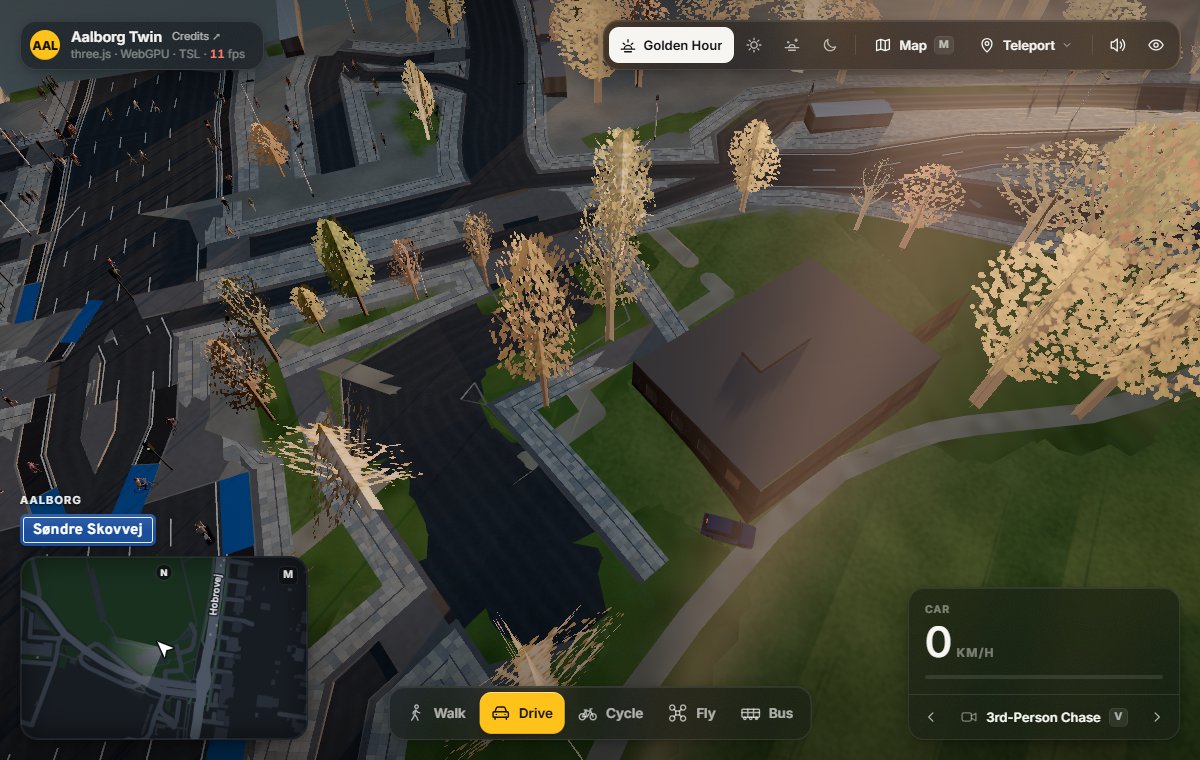 AAL
Aalborg Twin Credits ↗
three.js · WebGPU · TSL · 11 fps
Golden Hour
Map M
Teleport
AALBORG
Søndre Skovvej
N
M
Hobrovej
CAR
0 KM/H
3rd-Person Chase V
Walk
Drive
Cycle
Fly
Bus